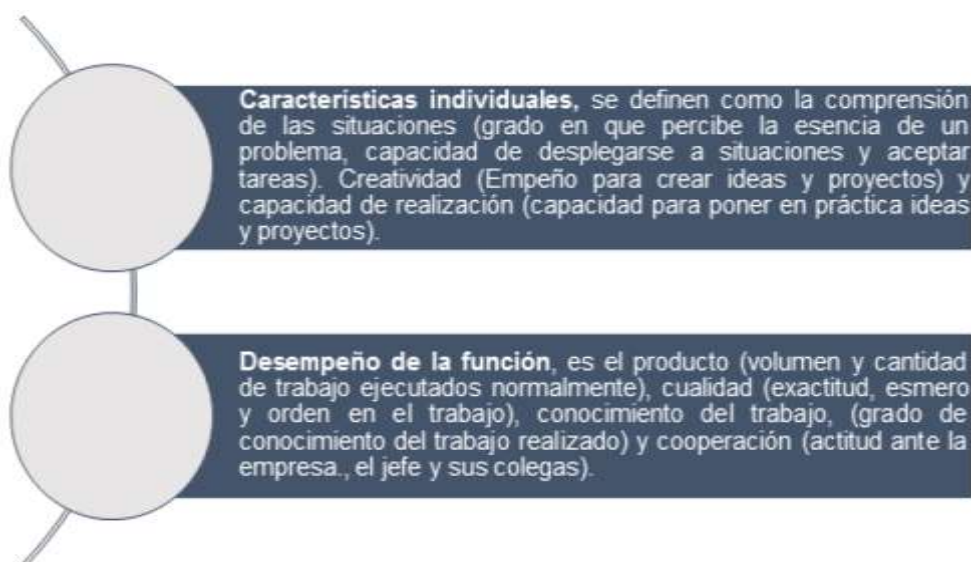 Características individuales, se definen como la comprensión
de las situaciones (grado en que percibe la esencia de un
problema, capacidad de desplegarse a situaciones y aceptar
tareas). Creatividad (Empeño para crear ideas y proyectos) y
capacidad de realización (capacidad para poner en práctica ideas
y proyectos).
Desempeño de la función, es el producto (volumen y cantidad
de trabajo ejecutados normalmente), cualidad (exactitud, esmero
y orden en el trabajo), conocimiento del trabajo, (grado de
conocimiento del trabajo realizado) y cooperación (actitud ante la
empresa., el jefe y sus colegas).